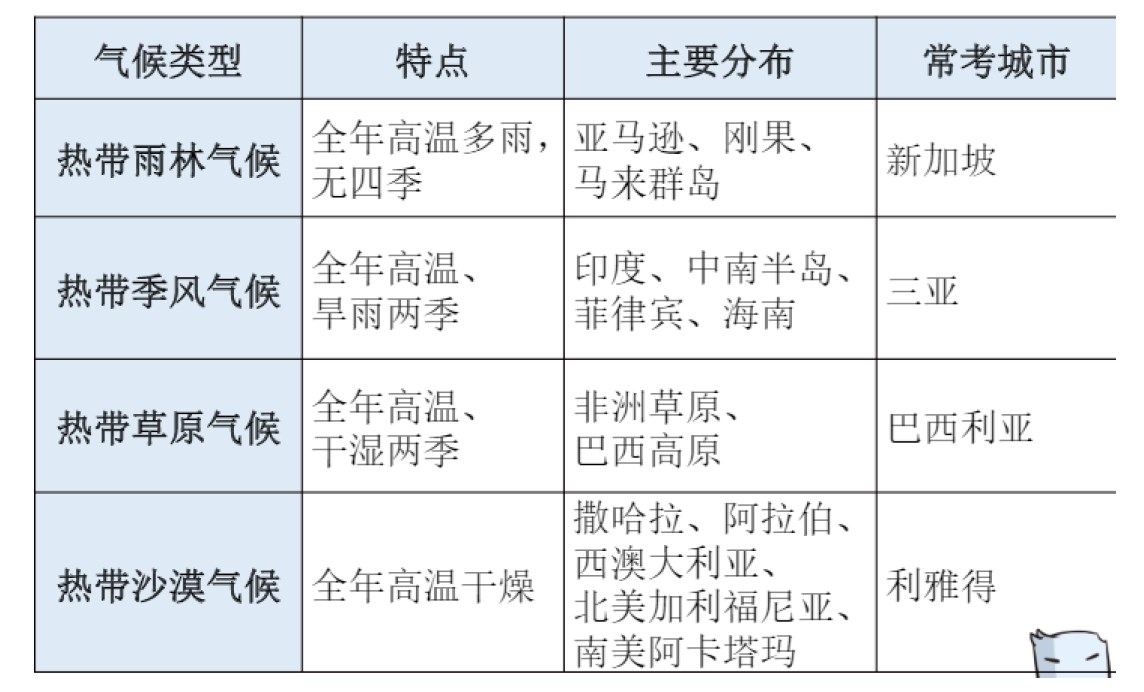 气候类型 特点 主要分布 常考城市
热带雨林气候
全年高温多雨，
无四季
亚马逊、刚果、
马来群岛
新加坡
热带季风气候
全年高温、
旱雨两季
印度、中南半岛、
菲律宾、海南
三亚
热带草原气候
全年高温、
干湿两季
非洲草原、
巴西高原
巴西利亚
热带沙漠气候
全年高温干燥
撒哈拉、阿拉伯、
西澳大利亚、
北美加利福尼亚、
南美阿卡塔玛
利雅得